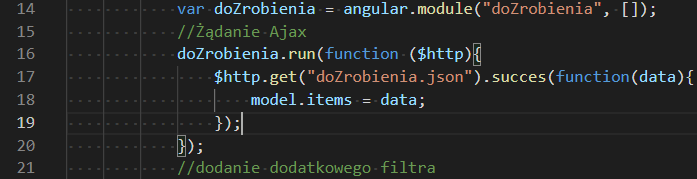 14 var doZrobienia = angular.module("doZrobienia", []);
15 //Żądanie Ajax
16 doZrobienia.run(function ($http){
17 $http.get("doZrobienia.json").succes(function(data){
18 model.items = data;
19 });
20 });
21 //dodanie dodatkowego filtra